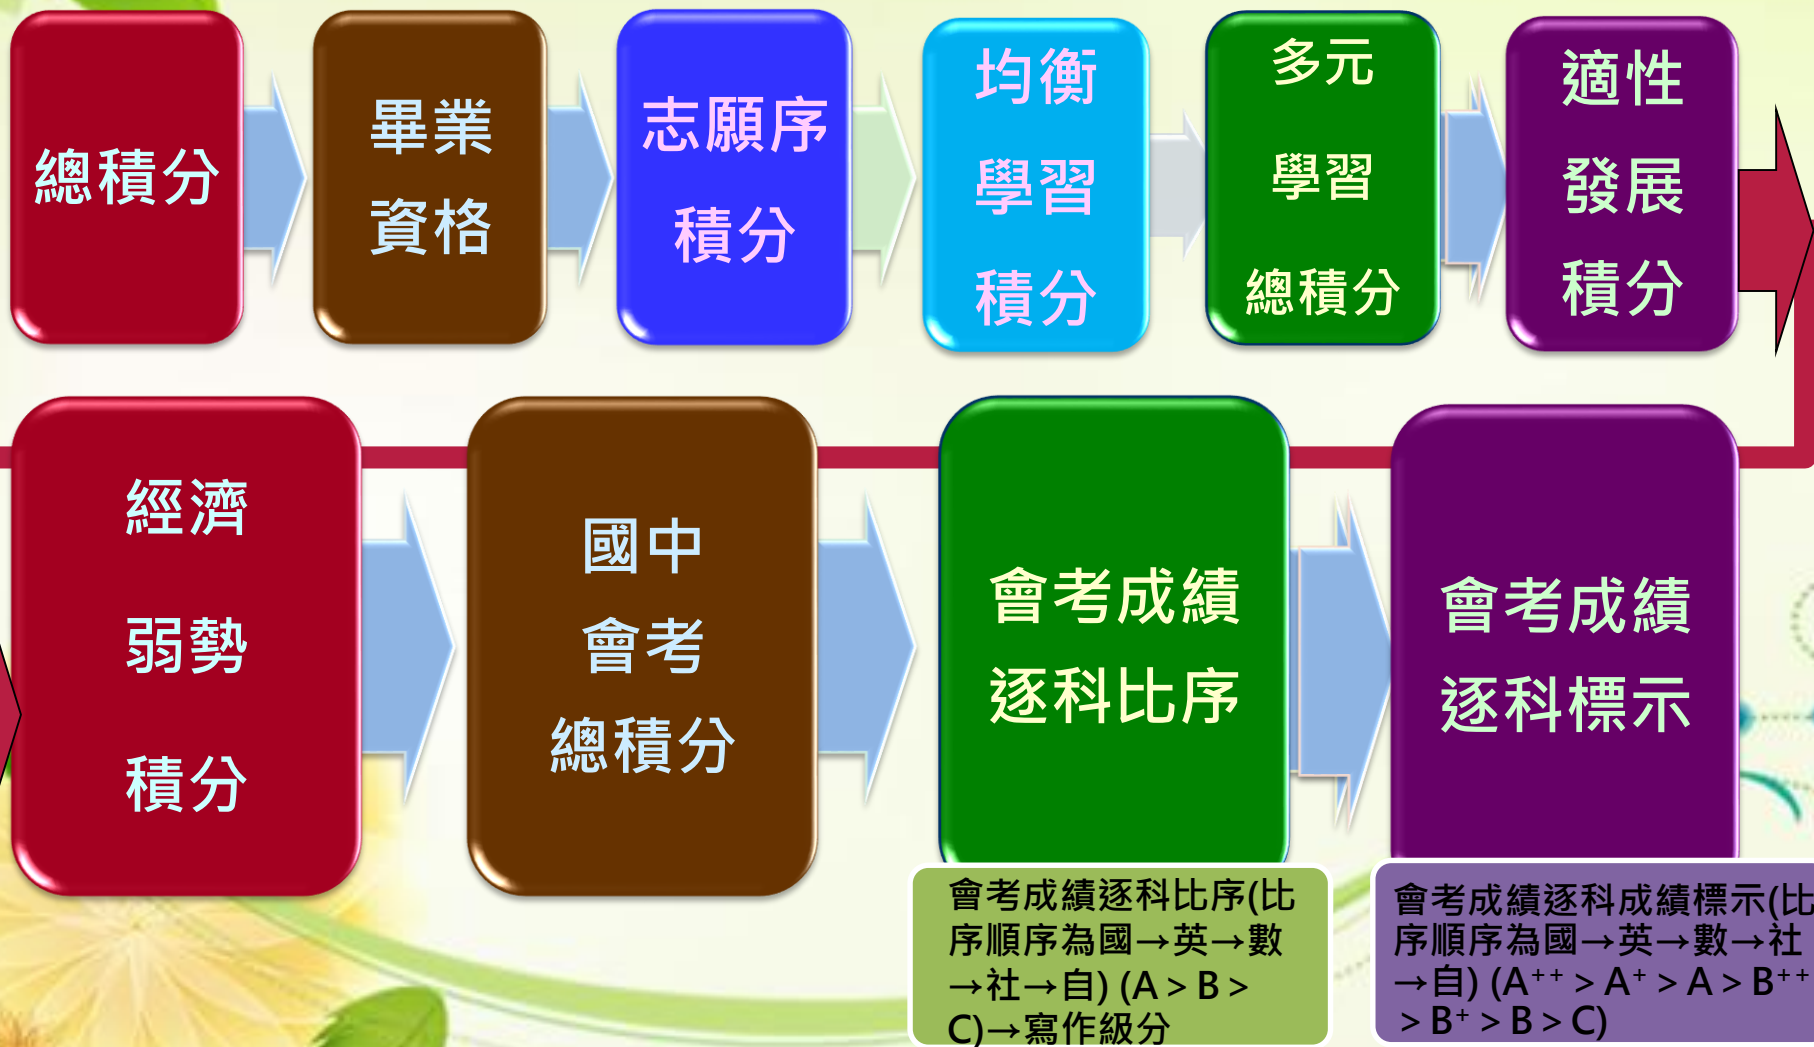 總積分
畢業
資格
志願序
積分
均衡
學習
積分
多元
學習
總積分
適性
發展
積分
經濟
弱勢
積分
國中
會考
總積分
會考成績
逐科比序
會考成績
逐科標示
會考成績逐科比序(比
序順序為國→英→數
→社→自) (A > B >
C)→寫作級分
會考成績逐科成績標示(比
序順序為國→英→數→社
→自) (A⁺⁺ > A⁺ > A > B⁺⁺
> B⁺ > B > C)